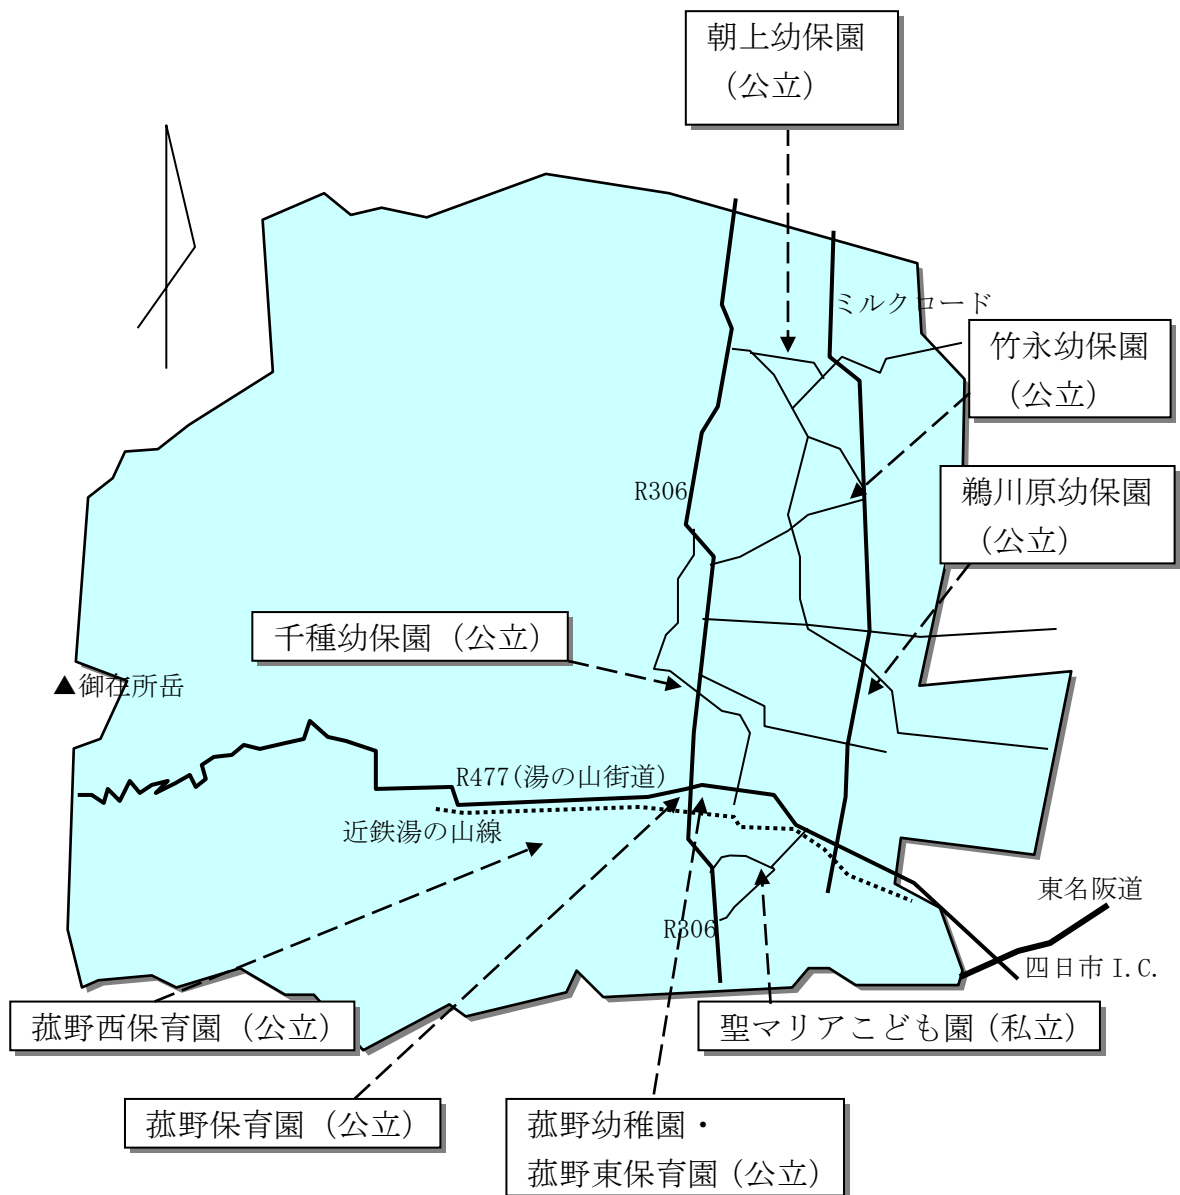 朝上幼保園
（公立）
ミルクロード
竹永幼保園
（公立）
R306
鵜川原幼保園
（公立）
千種幼保園（公立）
▲御在所岳
R477(湯の山街道)
近鉄湯の山線
東名阪道
R306
四日市 I.C.
菰野西保育園（公立）
聖マリアこども園（私立）
菰野保育園（公立）
菰野幼稚園・
菰野東保育園（公立）